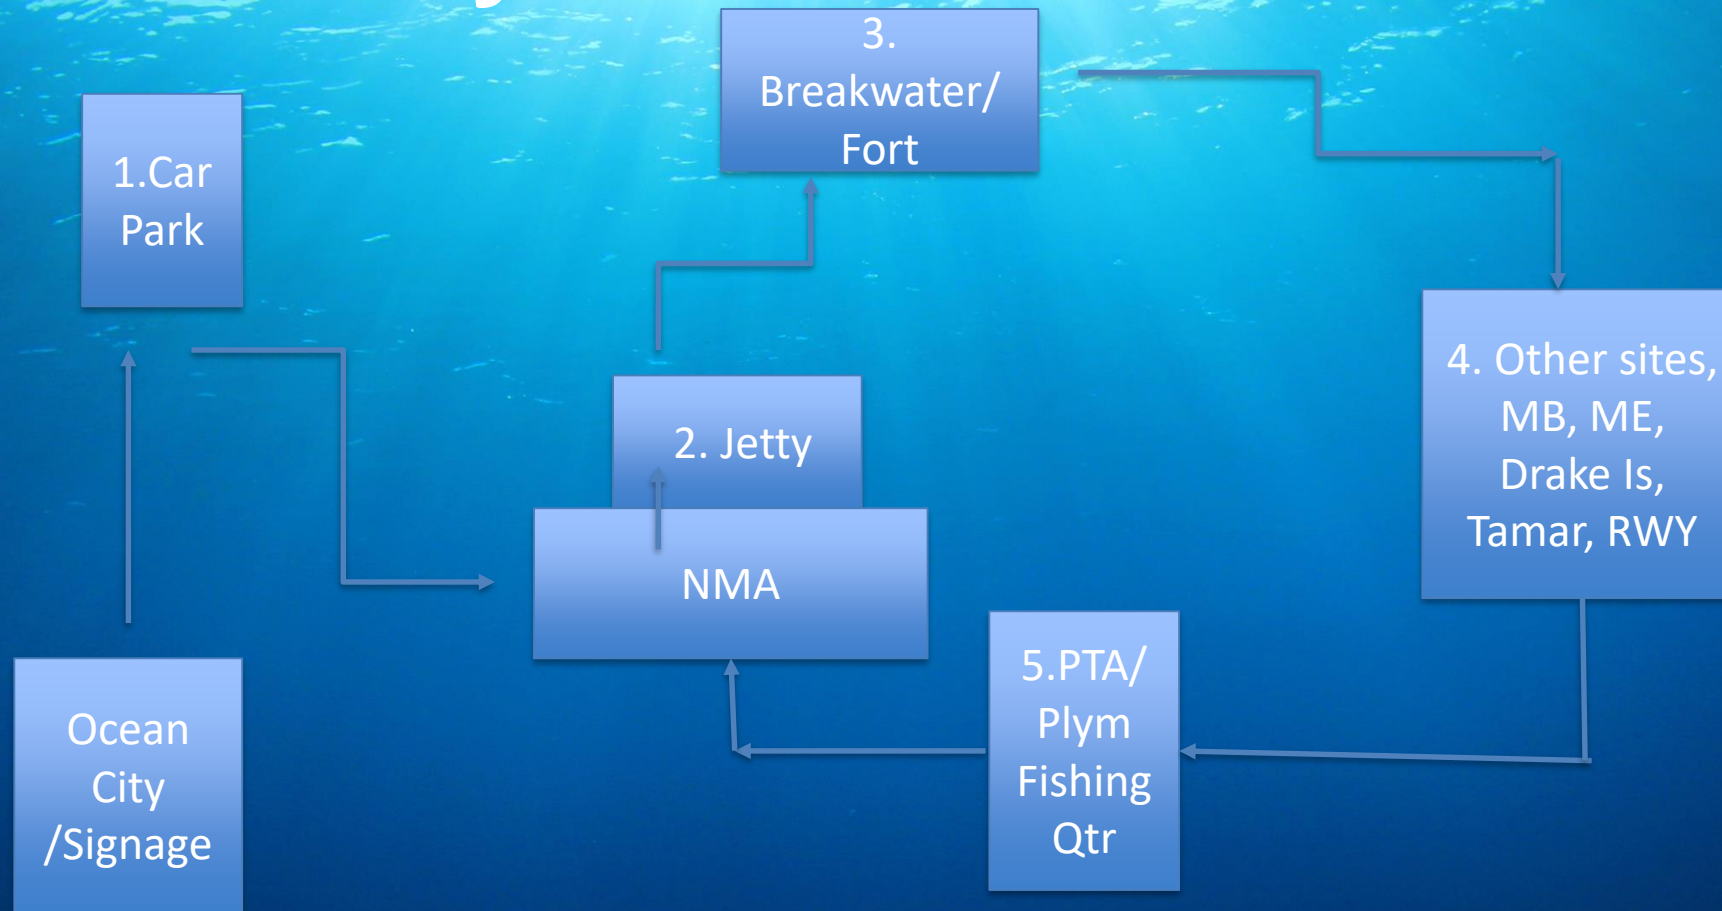 3.
Breakwater/
Fort
1.Car
Park
4. Other sites,
MB, ME,
Drake Is,
Tamar, RWY
2. Jetty
NMA
5.PTA/
Plym
Fishing
Qtr
Ocean
City
/Signage